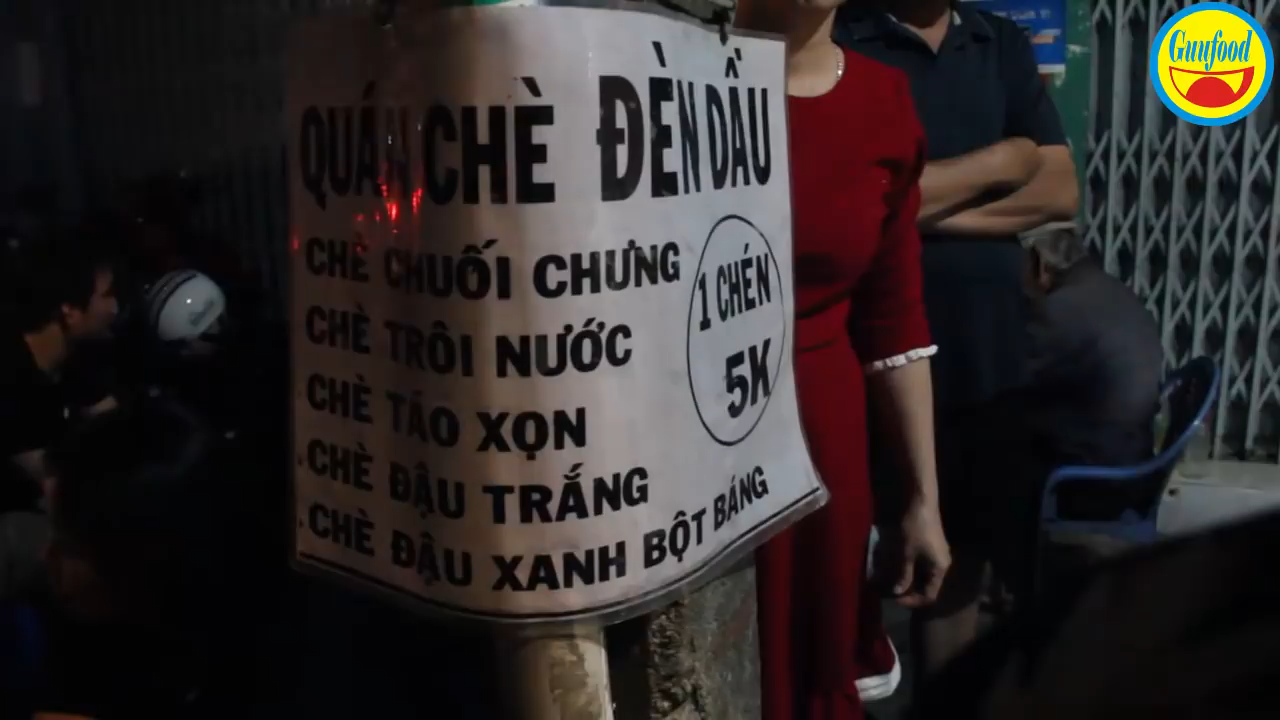 Gunfood
QUÁN CHÈ ĐÈN DẦU
CHÈ CHUỐI CHƯNG
CHÈ TRÔI NƯỚC
CHÈ TÁO XỌN
CHÈ ĐẬU TRẮNG
CHÈ ĐẬU XANH BỘT BÁNG
1 CHÉN
5K